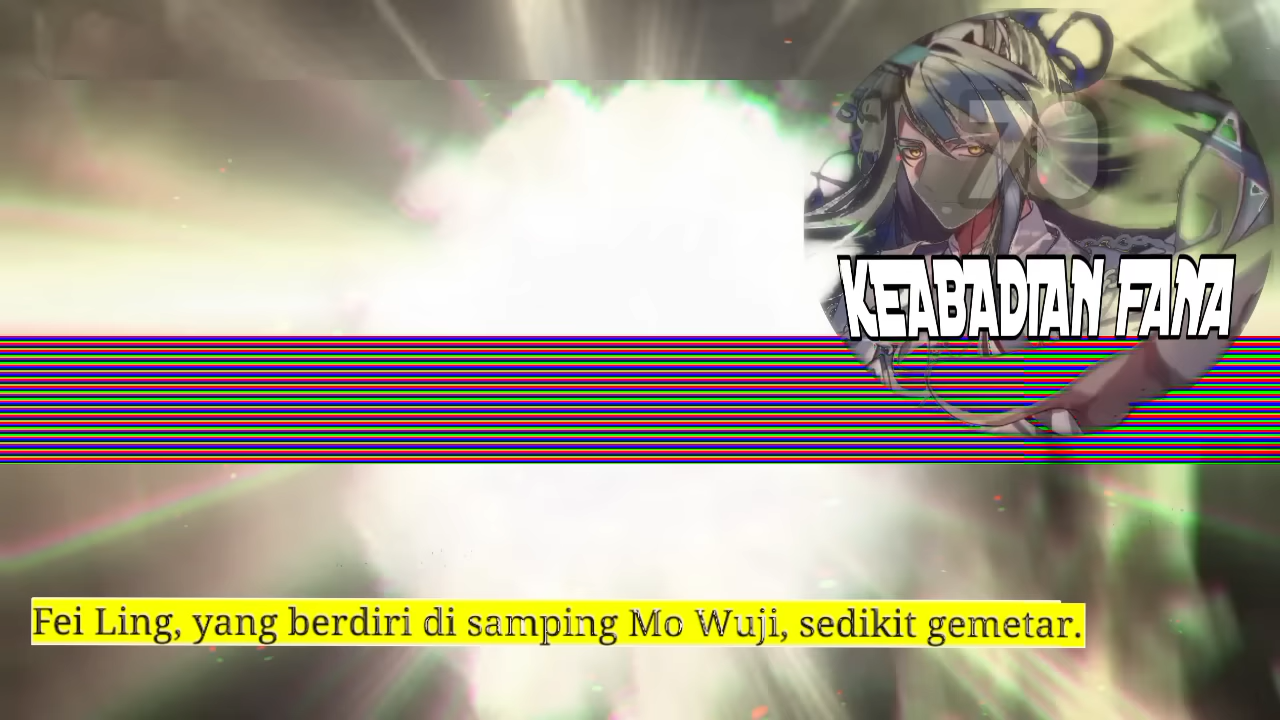 KEABADIAN FANA
Fei Ling, yang berdiri di samping Mo Wuji, sedikit gemetar.